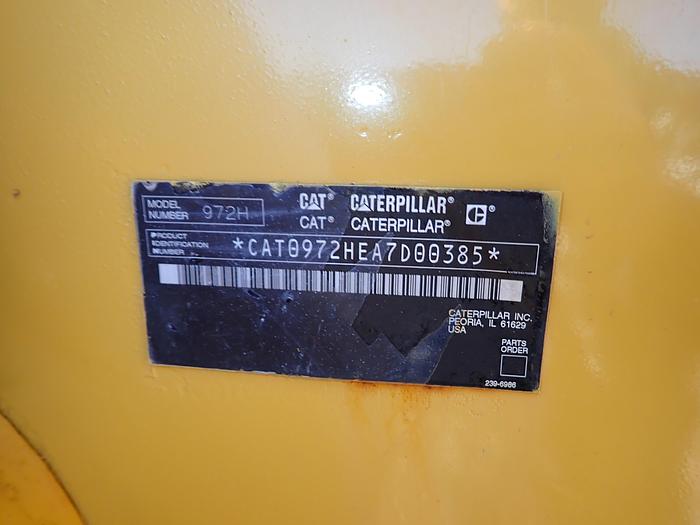 MODEL NUMBER 972H
CAT® CATERPILLAR®
CAT® CATERPILLAR®
PRODUCT IDENTIFICATION NUMBER *CAT0972HEA7D00385*
CATERPILLAR INC.
PEORIA, IL 61629
USA
PARTS
ORDER
239-6986